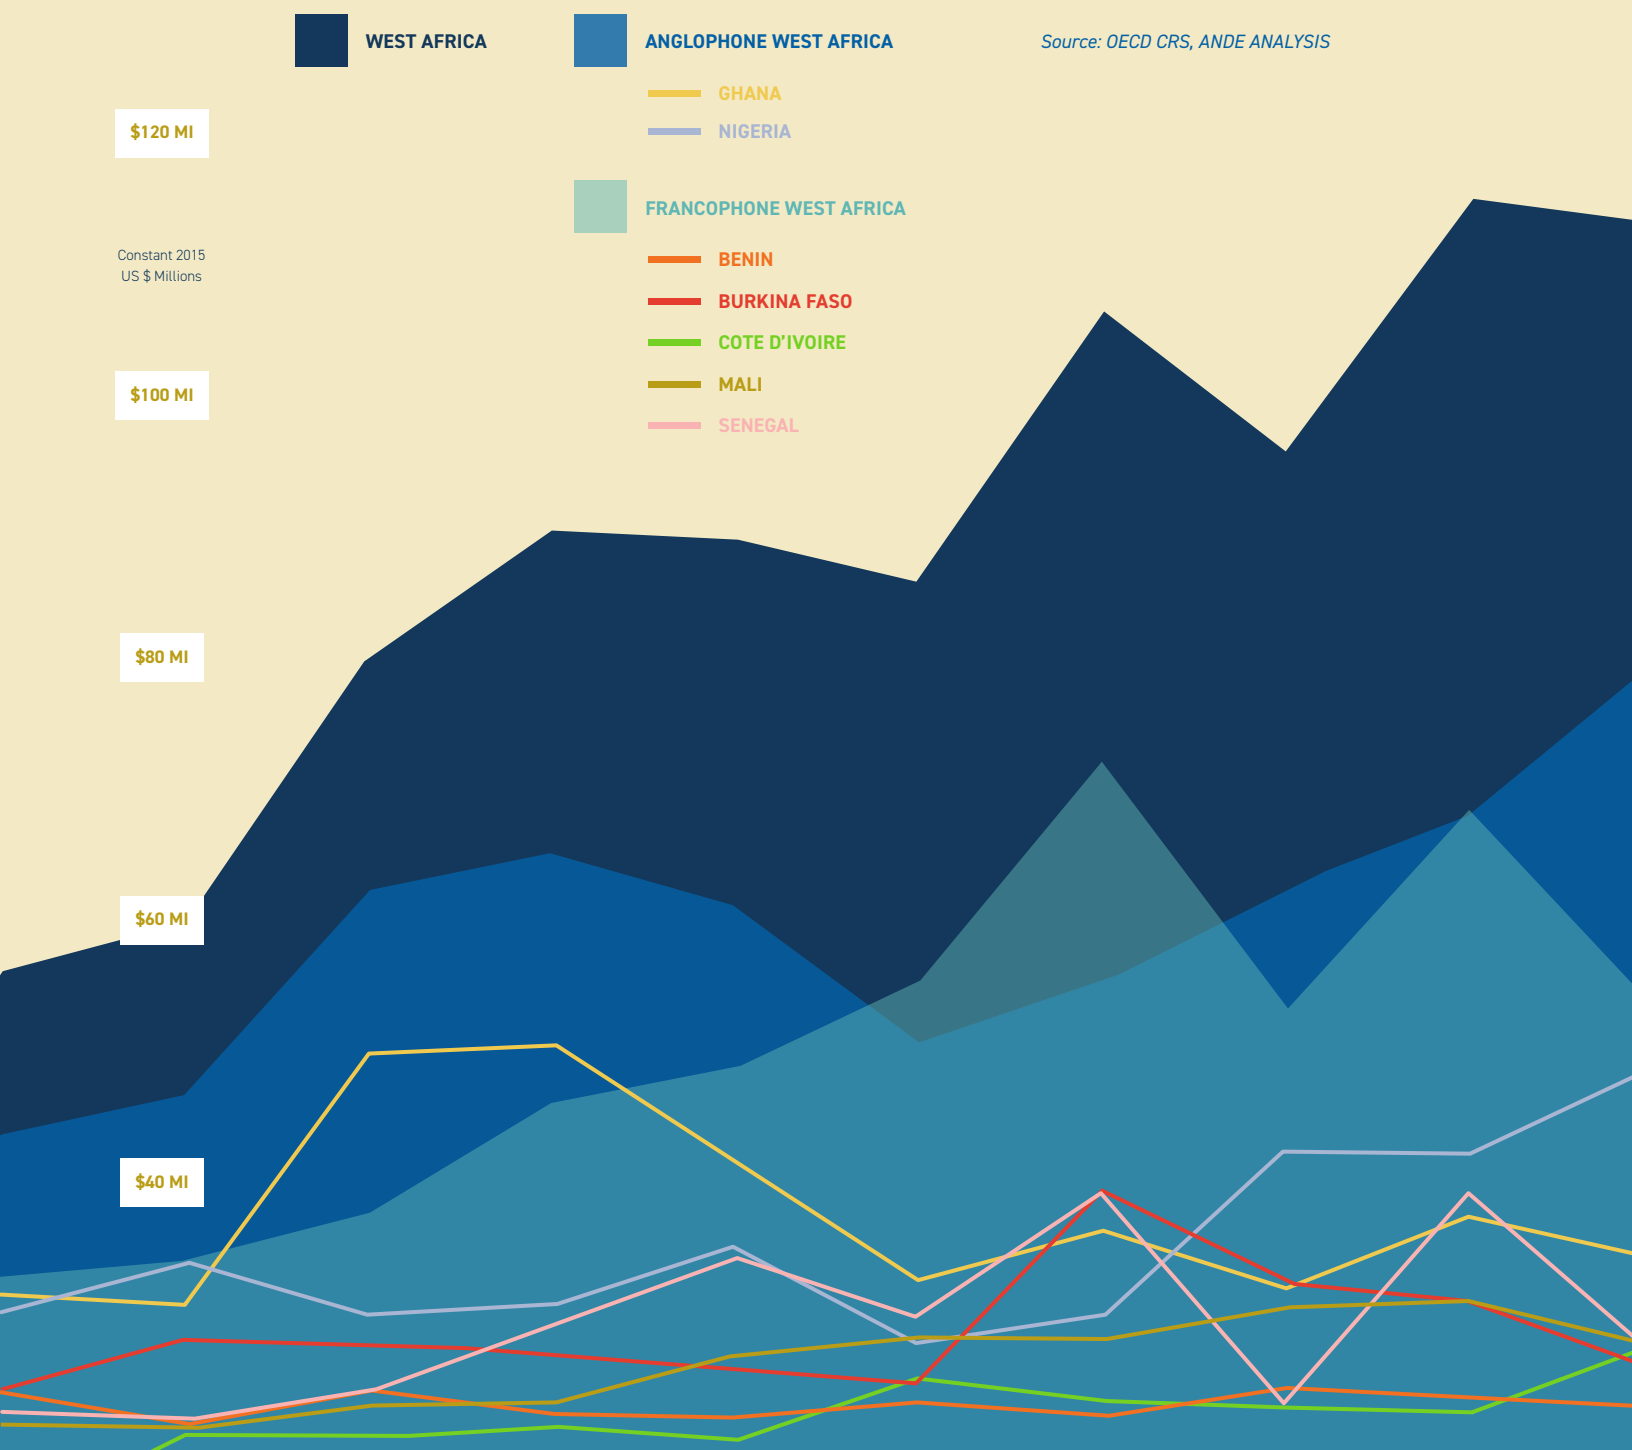 WEST AFRICA
ANGLOPHONE WEST AFRICA
Source: OECD CRS, ANDE ANALYSIS
GHANA
NIGERIA
FRANCOPHONE WEST AFRICA
BENIN
BURKINA FASO
COTE D'IVOIRE
MALI
SENEGAL
$120 MI
Constant 2015
US $ Millions
$100 MI
$80 MI
$60 MI
$40 MI